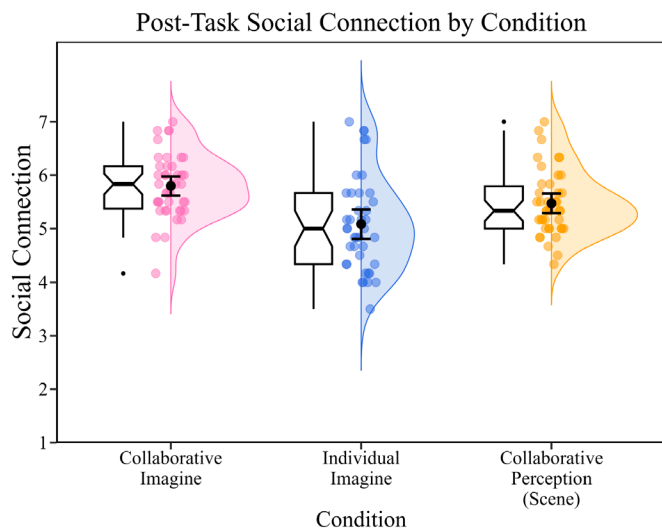 Post-Task Social Connection by Condition
Social Connection
7
6
5
4
3
2
1
Collaborative
Imagine
Individual
Imagine
Collaborative
Perception
(Scene)
Condition